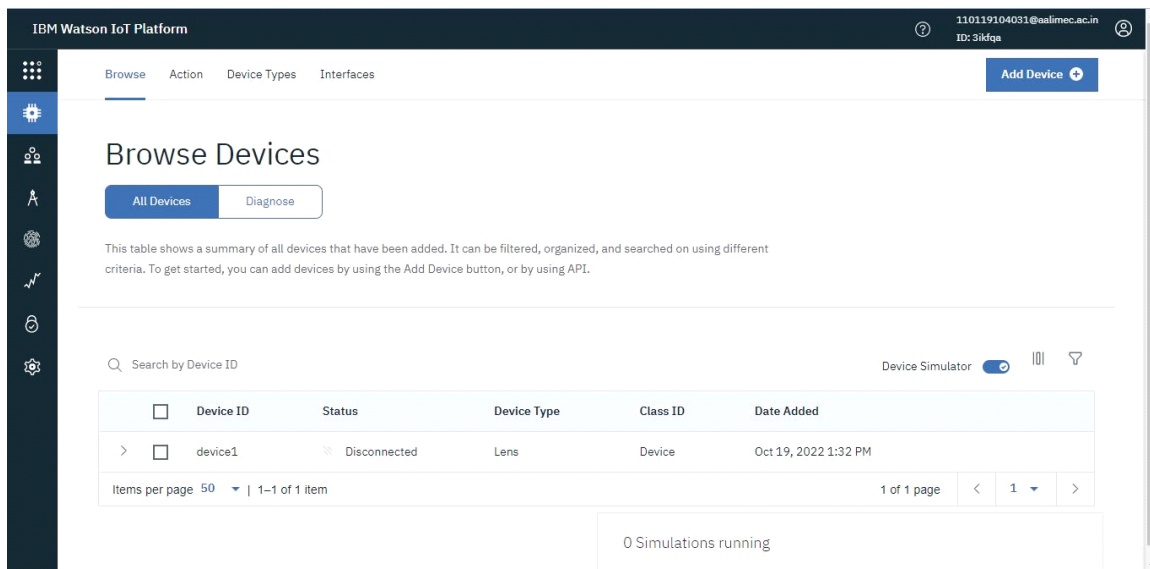 IBM Watson IoT Platform
110119104031@aalimec.ac.in
ID: 3ikfqa
Browse Action Device Types Interfaces
Add Device
Browse Devices
All Devices Diagnose
This table shows a summary of all devices that have been added. It can be filtered, organized, and searched on using different
criteria. To get started, you can add devices by using the Add Device button, or by using API.
Search by Device ID
Device Simulator
Device ID Status Device Type Class ID Date Added
device1 Disconnected Lens Device Oct 19, 2022 1:32 PM
Items per page 50 | 1–1 of 1 item
1 of 1 page < 1 >
0 Simulations running